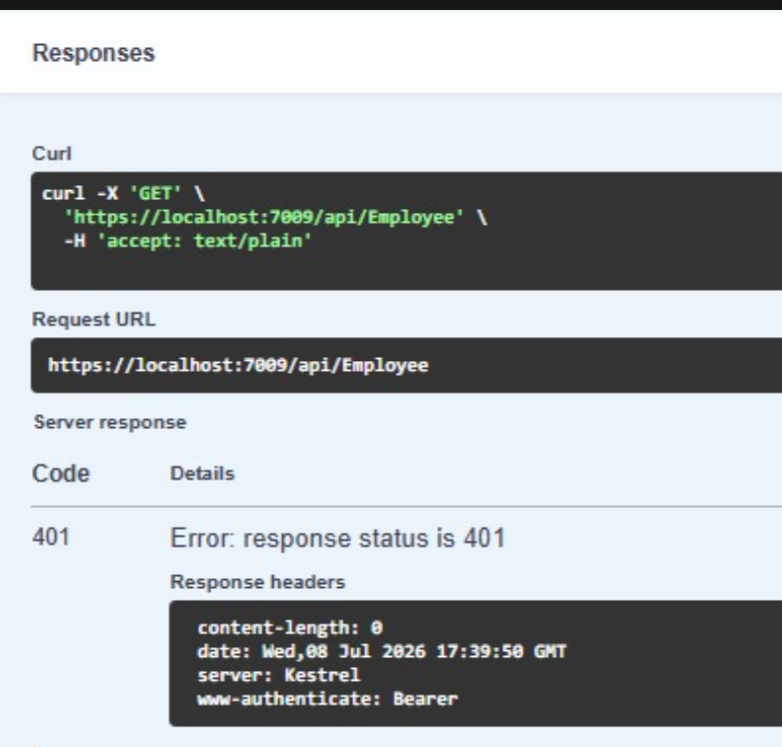 Responses
Curl
curl -X 'GET' \
'https://localhost:7009/api/Employee' \
-H 'accept: text/plain'
Request URL
https://localhost:7009/api/Employee
Server response
Code Details
401 Error: response status is 401
Response headers
content-length: 0
date: Wed,08 Jul 2026 17:39:50 GMT
server: Kestrel
www-authenticate: Bearer